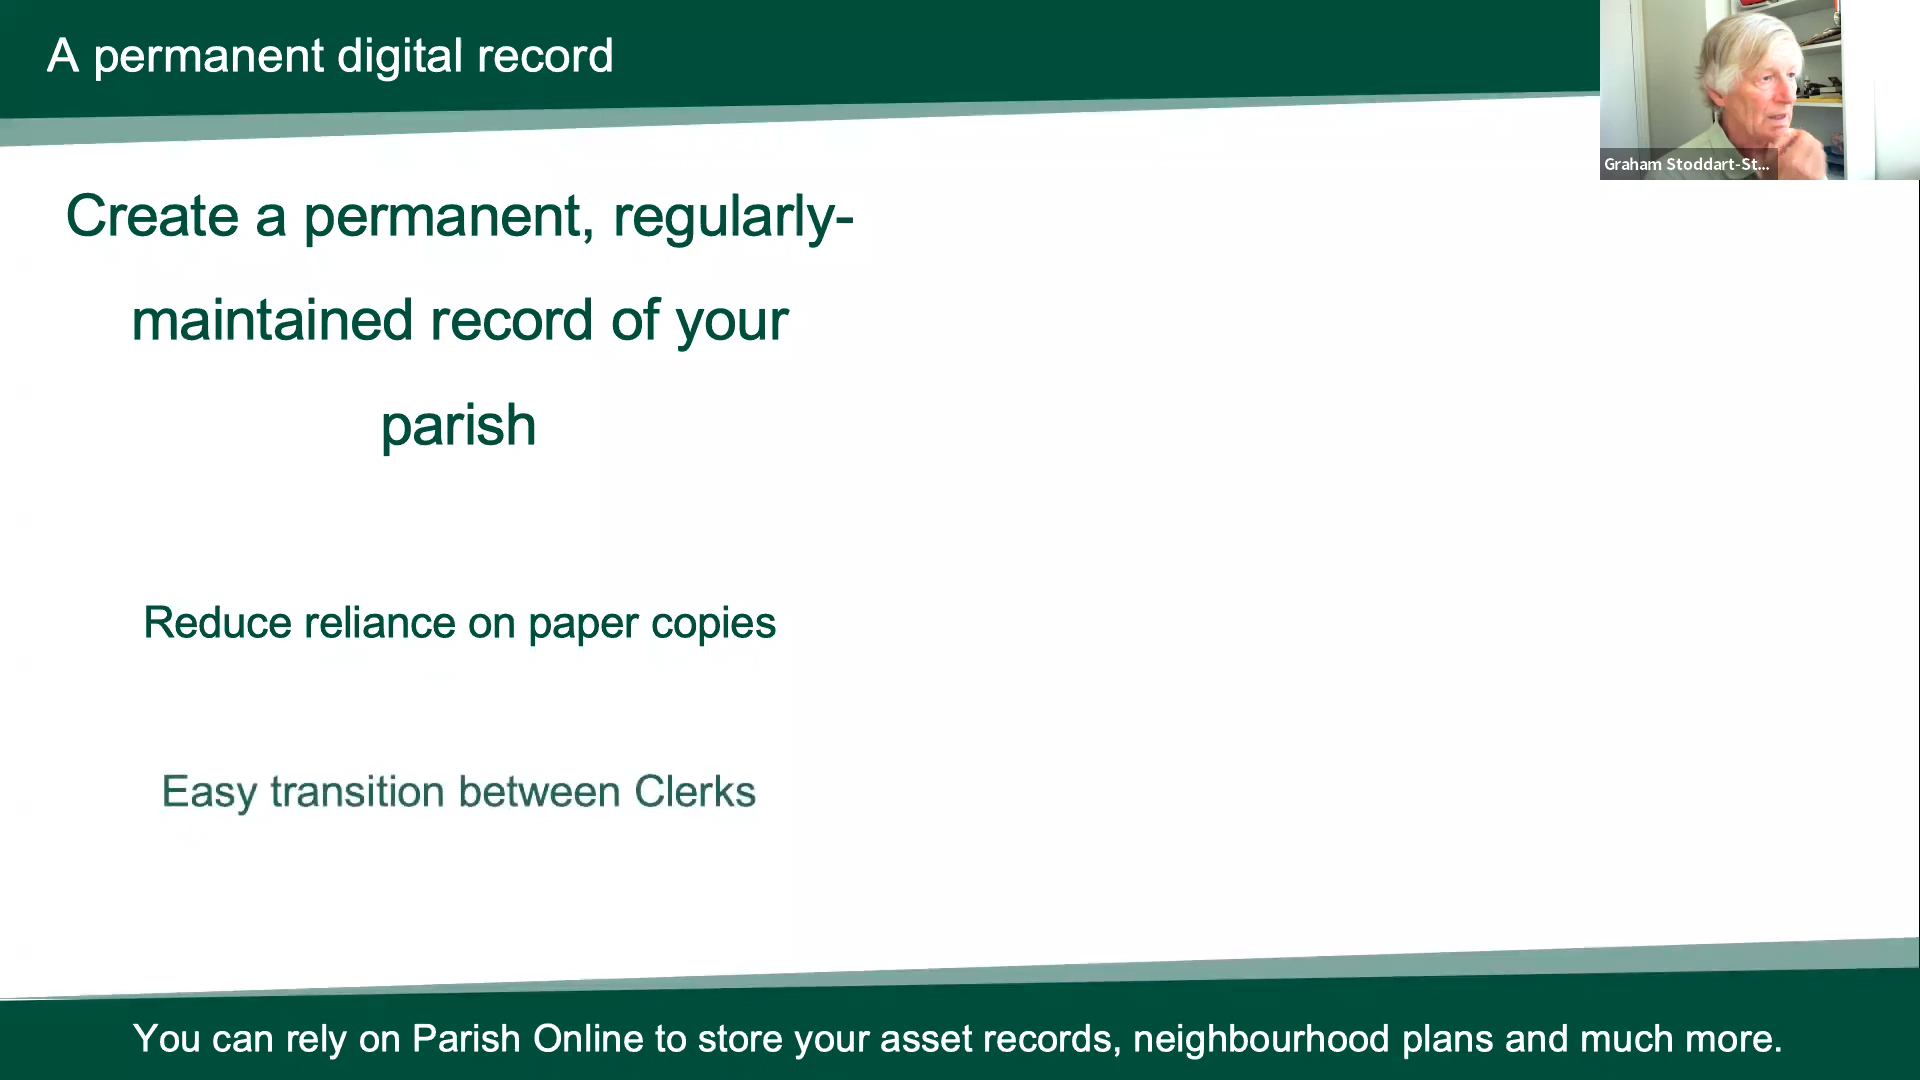 A permanent digital record
Graham Stoddart-St...
Create a permanent, regularly-
maintained record of your
parish
Reduce reliance on paper copies
Easy transition between Clerks
You can rely on Parish Online to store your asset records, neighbourhood plans and much more.